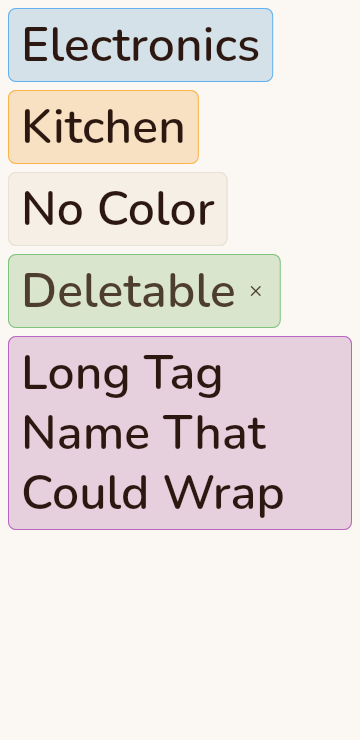 Electronics
Kitchen
No Color
Deletable ×
Long Tag
Name That
Could Wrap